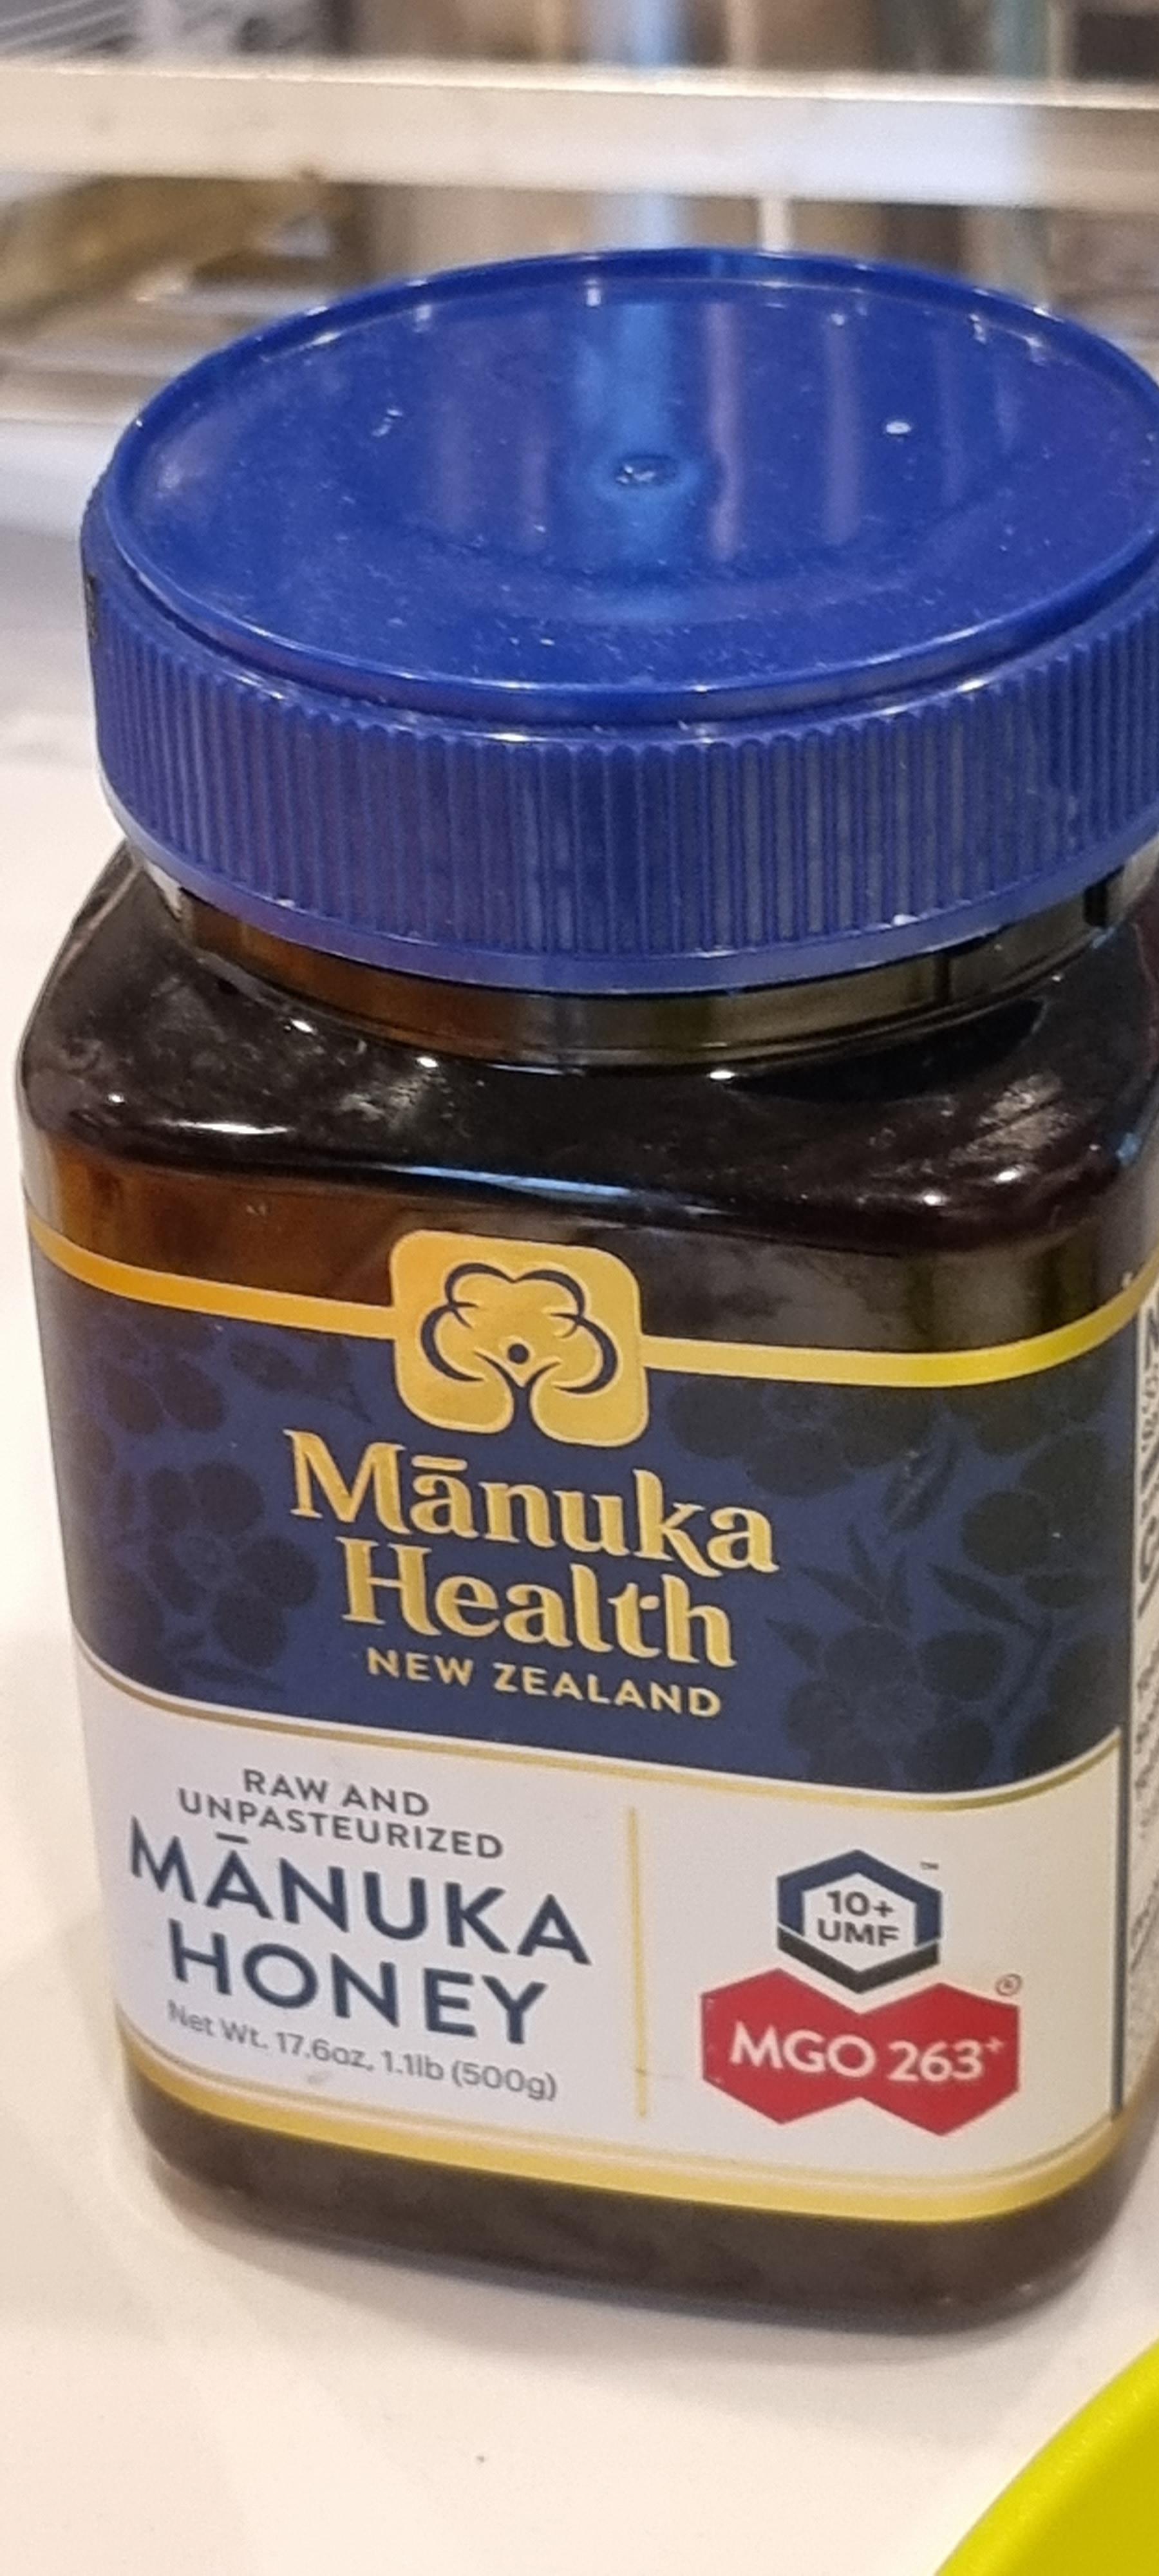 Mānuka
Health
NEW ZEALAND
RAW AND
UNPASTEURIZED
MĀNUKA
HONEY
Net Wt. 17.6oz, 1.1lb (500g)
10+
UMF
™
MGO 263+
®